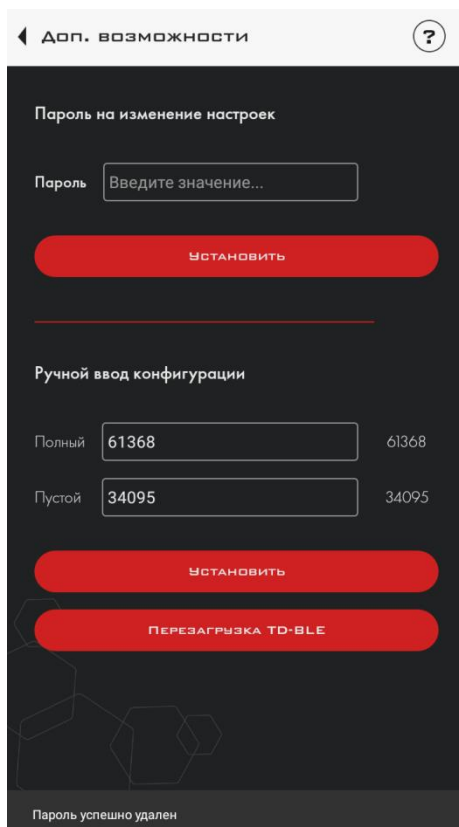 Доп. возможности ?
Пароль на изменение настроек
Пароль Введите значение...
Установить
Ручной ввод конфигурации
Полный 61368 61368
Пустой 34095 34095
Установить
Перезагрузка TD-BLE
Пароль успешно удален